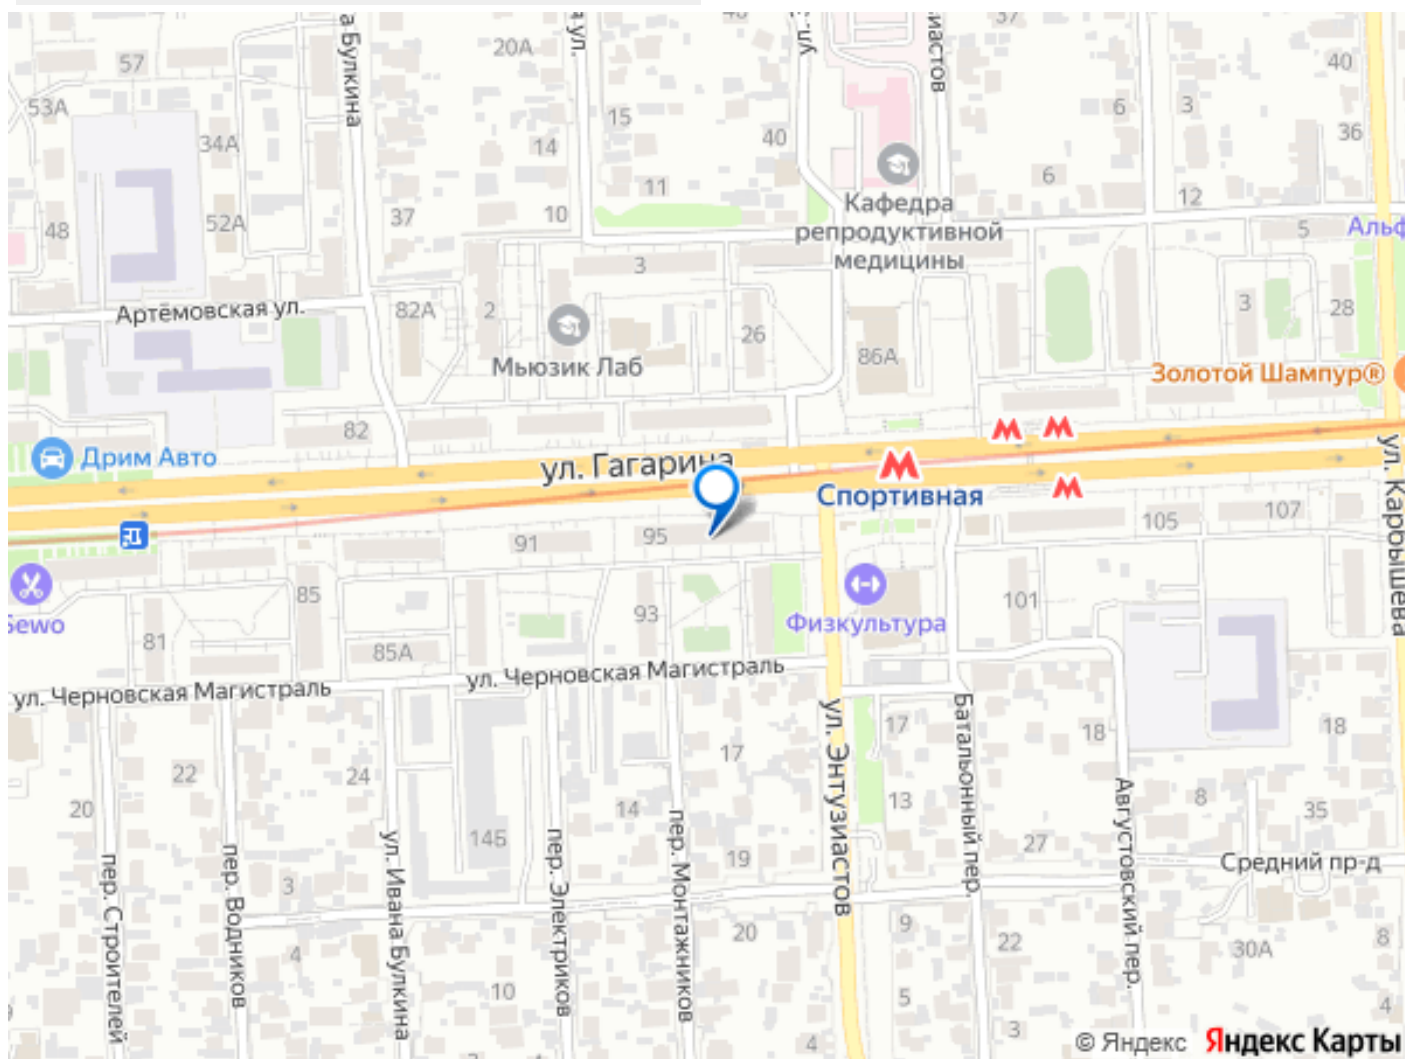 а Булкина
а ул.
ул.
иастов
57
20А
37
40
53А
15
6
3
34А
14
40
36
11
6
12
48
52А
37
10
Кафедра
репродуктивной
медицины
5
Альф
3
Артёмовская ул.
82А
2
26
3
28
86А
Мьюзик Лаб
Золотой Шампур®
82
Дрим Авто
ул. Гагарина
Спортивная
ул. Карбышева
91
95
105
107
85
93
101
Физкультура
81
85А
ул. Черновская Магистраль
ул. Черновская Магистраль
17
17
18
18
22
24
20
14
13
8
35
145
19
27
Средний пр-д
3
пер. Строителей
пер. Водников
ул. Ивана Булкина
пер. Электриков
пер. Монтажников
ул. Энтузиастов
Батальонный пер.
Августовский пер.
4
20
9
22
30А
8
10
5
4
3
4
© Яндекс Яндекс Карты